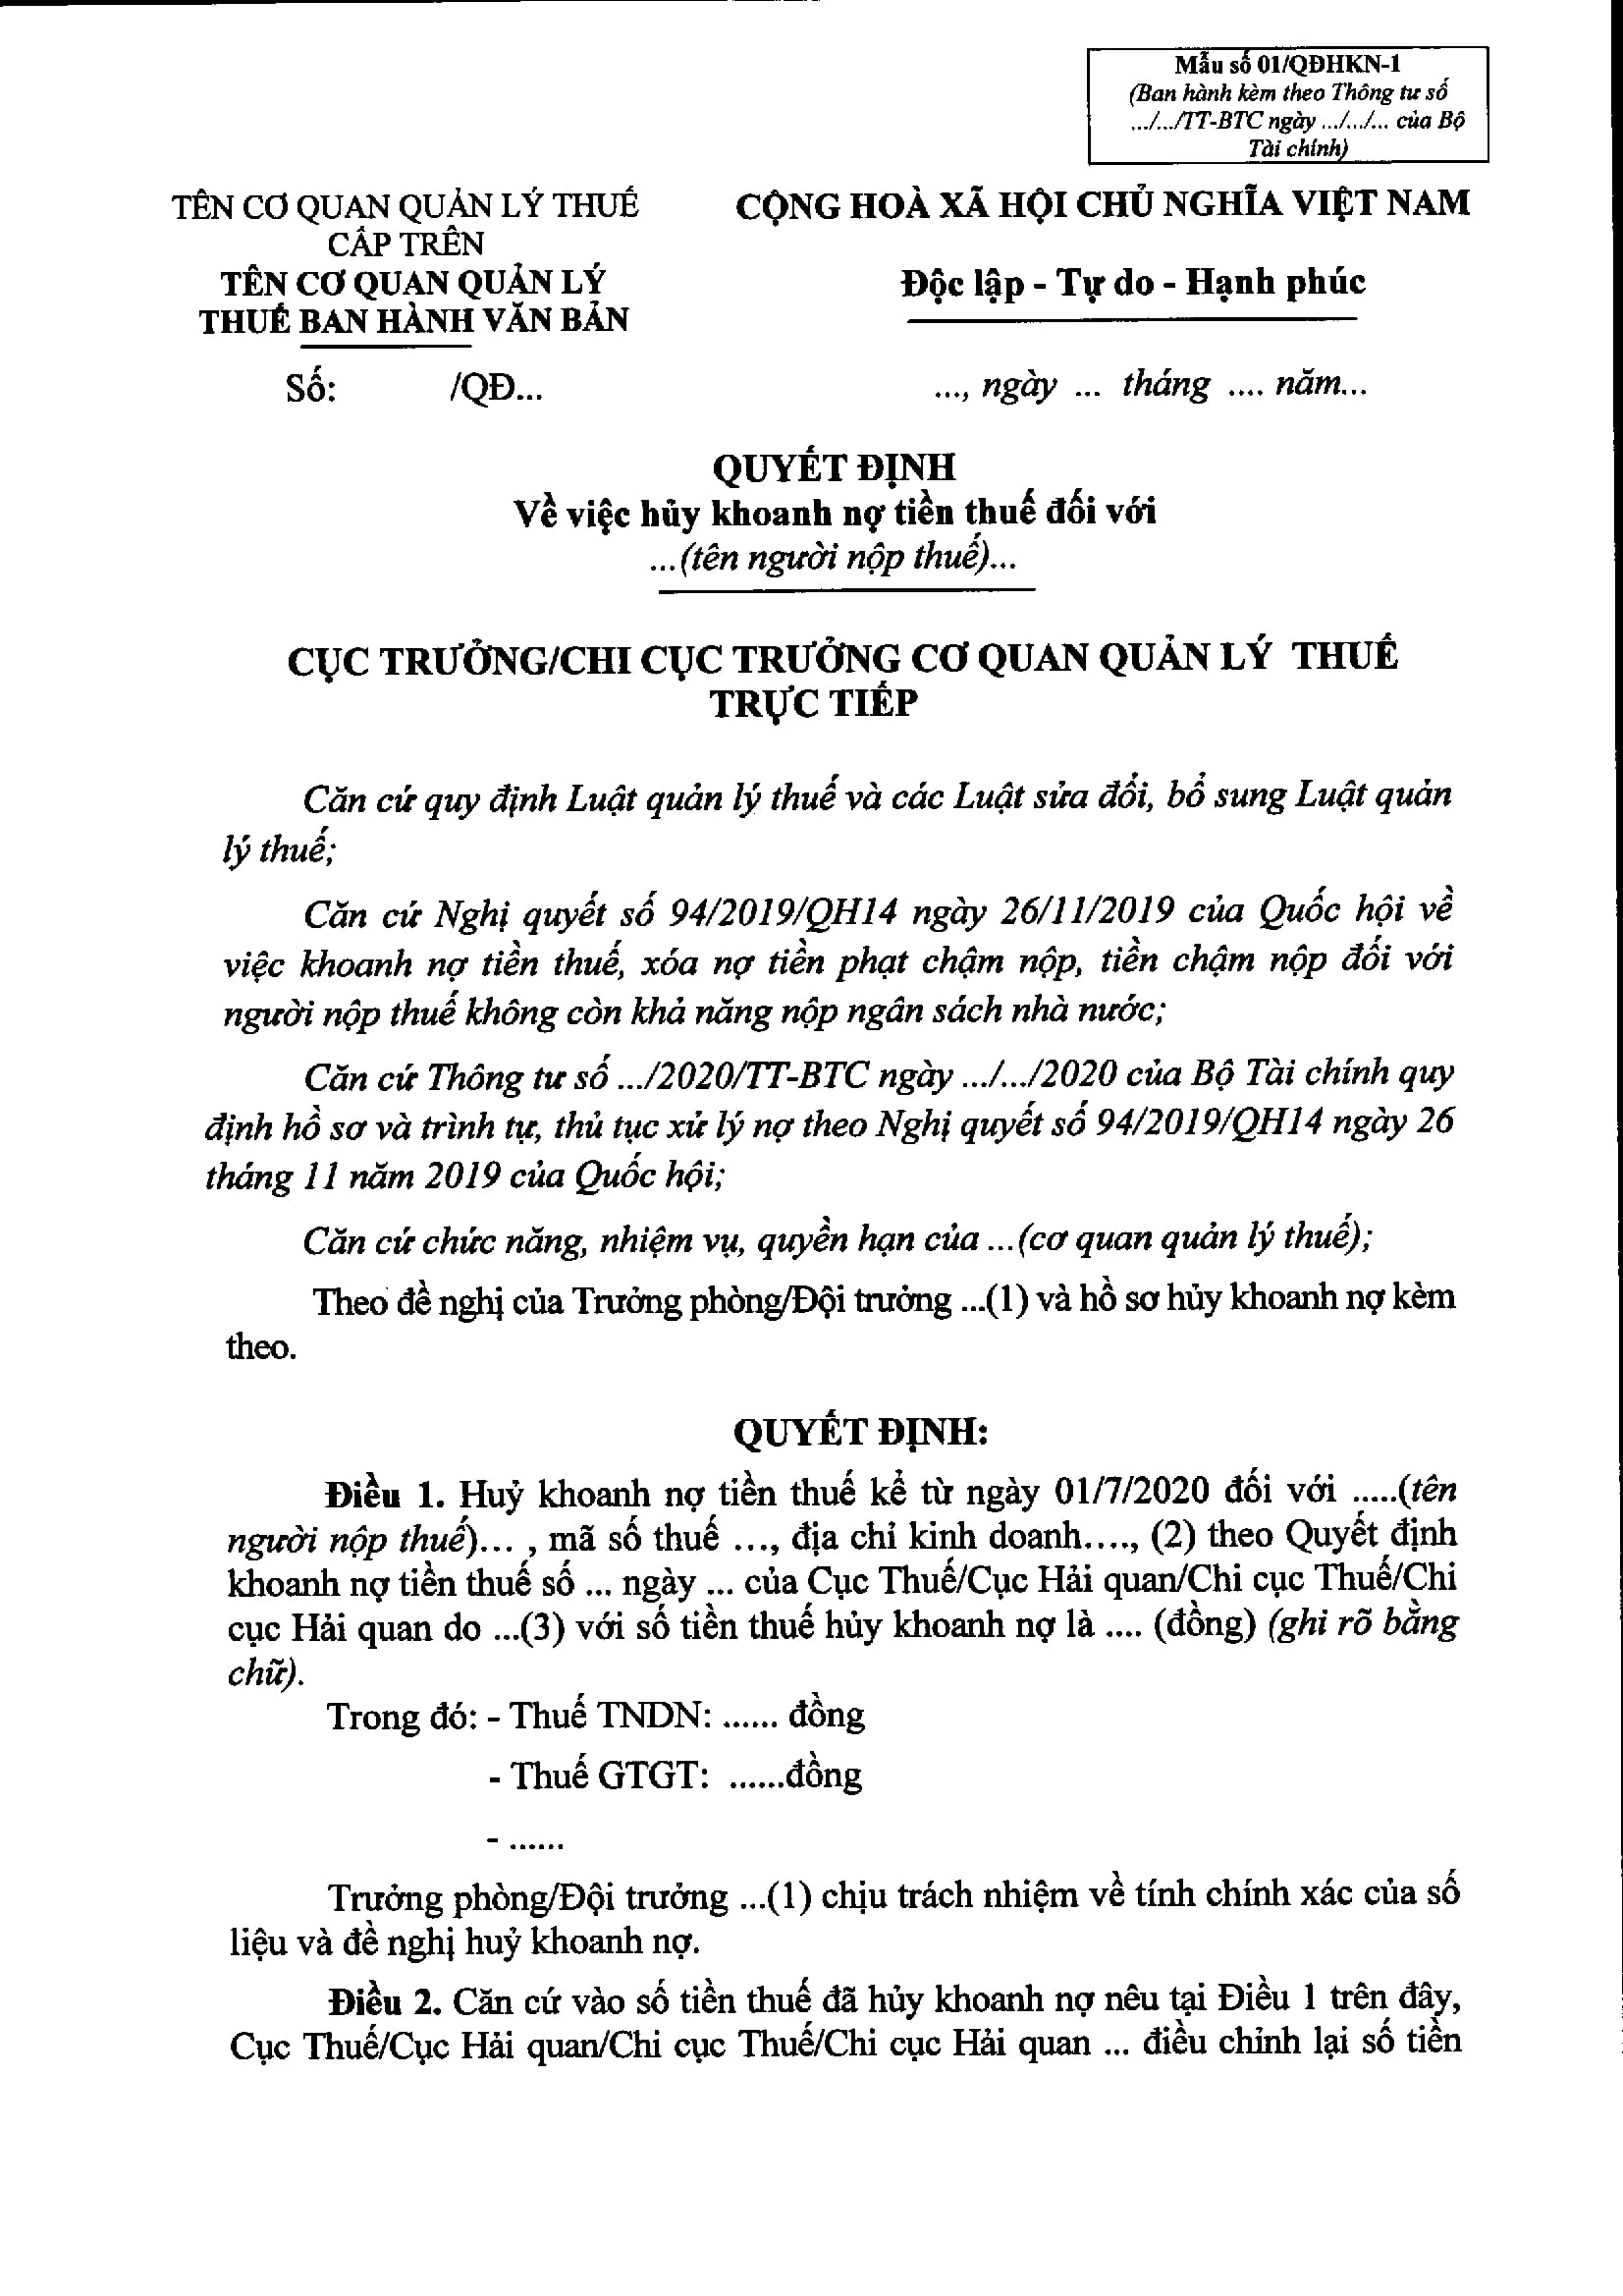 Mẫu số 01/QĐHKN-1
(Ban hành kèm theo Thông tư số
.../.../TT-BTC ngày .../.../... của Bộ
Tài chính)
TÊN CƠ QUAN QUẢN LÝ THUẾ
CẤP TRÊN
TÊN CƠ QUAN QUẢN LÝ
THUẾ BAN HÀNH VĂN BẢN
Số: /QĐ...
CỘNG HOÀ XÃ HỘI CHỦ NGHĨA VIỆT NAM
Độc lập - Tự do - Hạnh phúc
..., ngày ... tháng .... năm...
QUYẾT ĐỊNH
Về việc hủy khoanh nợ tiền thuế đối với
...(tên người nộp thuế)...
CỤC TRƯỞNG/CHI CỤC TRƯỞNG CƠ QUAN QUẢN LÝ THUẾ
TRỰC TIẾP
Căn cứ quy định Luật quản lý thuế và các Luật sửa đổi, bổ sung Luật quản
lý thuế;
Căn cứ Nghị quyết số 94/2019/QH14 ngày 26/11/2019 của Quốc hội về
việc khoanh nợ tiền thuế, xóa nợ tiền phạt chậm nộp, tiền chậm nộp đối với
người nộp thuế không còn khả năng nộp ngân sách nhà nước;
Căn cứ Thông tư số .../2020/TT-BTC ngày .../.../2020 của Bộ Tài chính quy
định hồ sơ và trình tự, thủ tục xử lý nợ theo Nghị quyết số 94/2019/QH14 ngày 26
tháng 11 năm 2019 của Quốc hội;
Căn cứ chức năng, nhiệm vụ, quyền hạn của ...(cơ quan quản lý thuế);
Theo đề nghị của Trưởng phòng/Đội trưởng ...(1) và hồ sơ hủy khoanh nợ kèm
theo.
QUYẾT ĐỊNH:
Điều 1. Huỷ khoanh nợ tiền thuế kể từ ngày 01/7/2020 đối với .....(tên
người nộp thuế)... , mã số thuế ..., địa chỉ kinh doanh...., (2) theo Quyết định
khoanh nợ tiền thuế số ... ngày ... của Cục Thuế/Cục Hải quan/Chi cục Thuế/Chi
cục Hải quan do ...(3) với số tiền thuế hủy khoanh nợ là .... (đồng) (ghi rõ bằng
chữ).
Trong đó: - Thuế TNDN: ...... đồng
- Thuế GTGT: ......đồng
- ......
Trưởng phòng/Đội trưởng ...(1) chịu trách nhiệm về tính chính xác của số
liệu và đề nghị huỷ khoanh nợ.
Điều 2. Căn cứ vào số tiền thuế đã hủy khoanh nợ nêu tại Điều 1 trên đây,
Cục Thuế/Cục Hải quan/Chi cục Thuế/Chi cục Hải quan ... điều chỉnh lại số tiền